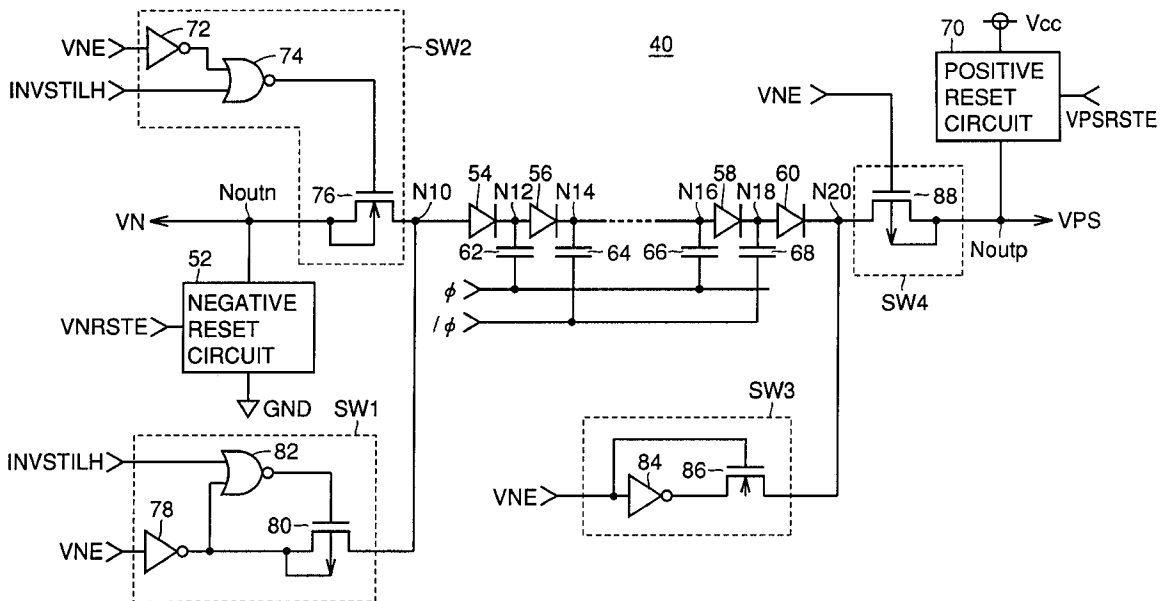 72
VNE
74
SW2
INVSTILH
40
70
Vcc
POSITIVE
RESET
CIRCUIT
VNE
VPSRSTE
Noutn
76
N10
54
N12
56
N14
N16
58
N18
60
N20
88
VN
VPS
62
64
66
68
Noutp
SW4
φ
/φ
52
NEGATIVE
RESET
CIRCUIT
VNRSTE
GND
SW1
SW3
INVSTILH
82
84
86
VNE
78
80
VNE